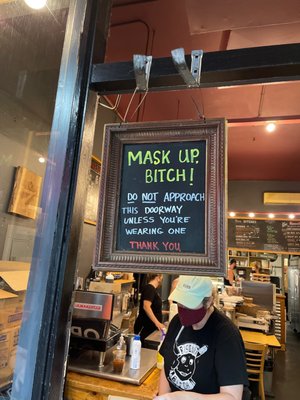 MASK UP,
BITCH!
DO NOT APPROACH
THIS DOORWAY
UNLESS YOU'RE
WEARING ONE
THANK YOU